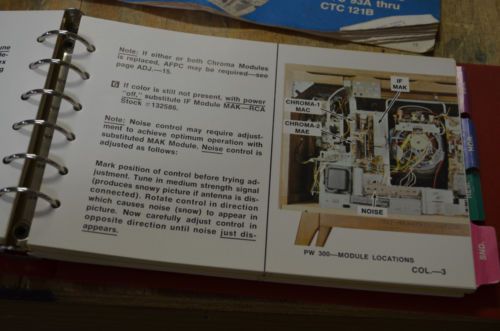 93A thru
CTC 121B
Note: If either or both Chroma Modules
is replaced, AFPC may be required—see
page ADJ.—15.
6 If color is still not present, with power
"off," substitute IF Module MAK—RCA
Stock #132585.
Note: Noise control may require adjust-
ment to achieve optimum operation with
substituted MAK Module. Noise control is
adjusted as follows:
Mark position of control before trying ad-
justment. Tune in medium strength signal
(produces snowy picture if antenna is dis-
connected). Rotate control in direction
which causes noise (snow) to appear in
picture. Now carefully adjust control in
opposite direction until noise just dis-
appears.
IF
MAK
CHROMA-1
MAC
CHROMA-2
MAE
NOISE
PW 300—MODULE LOCATIONS
COL.—3
HOR.
SND.